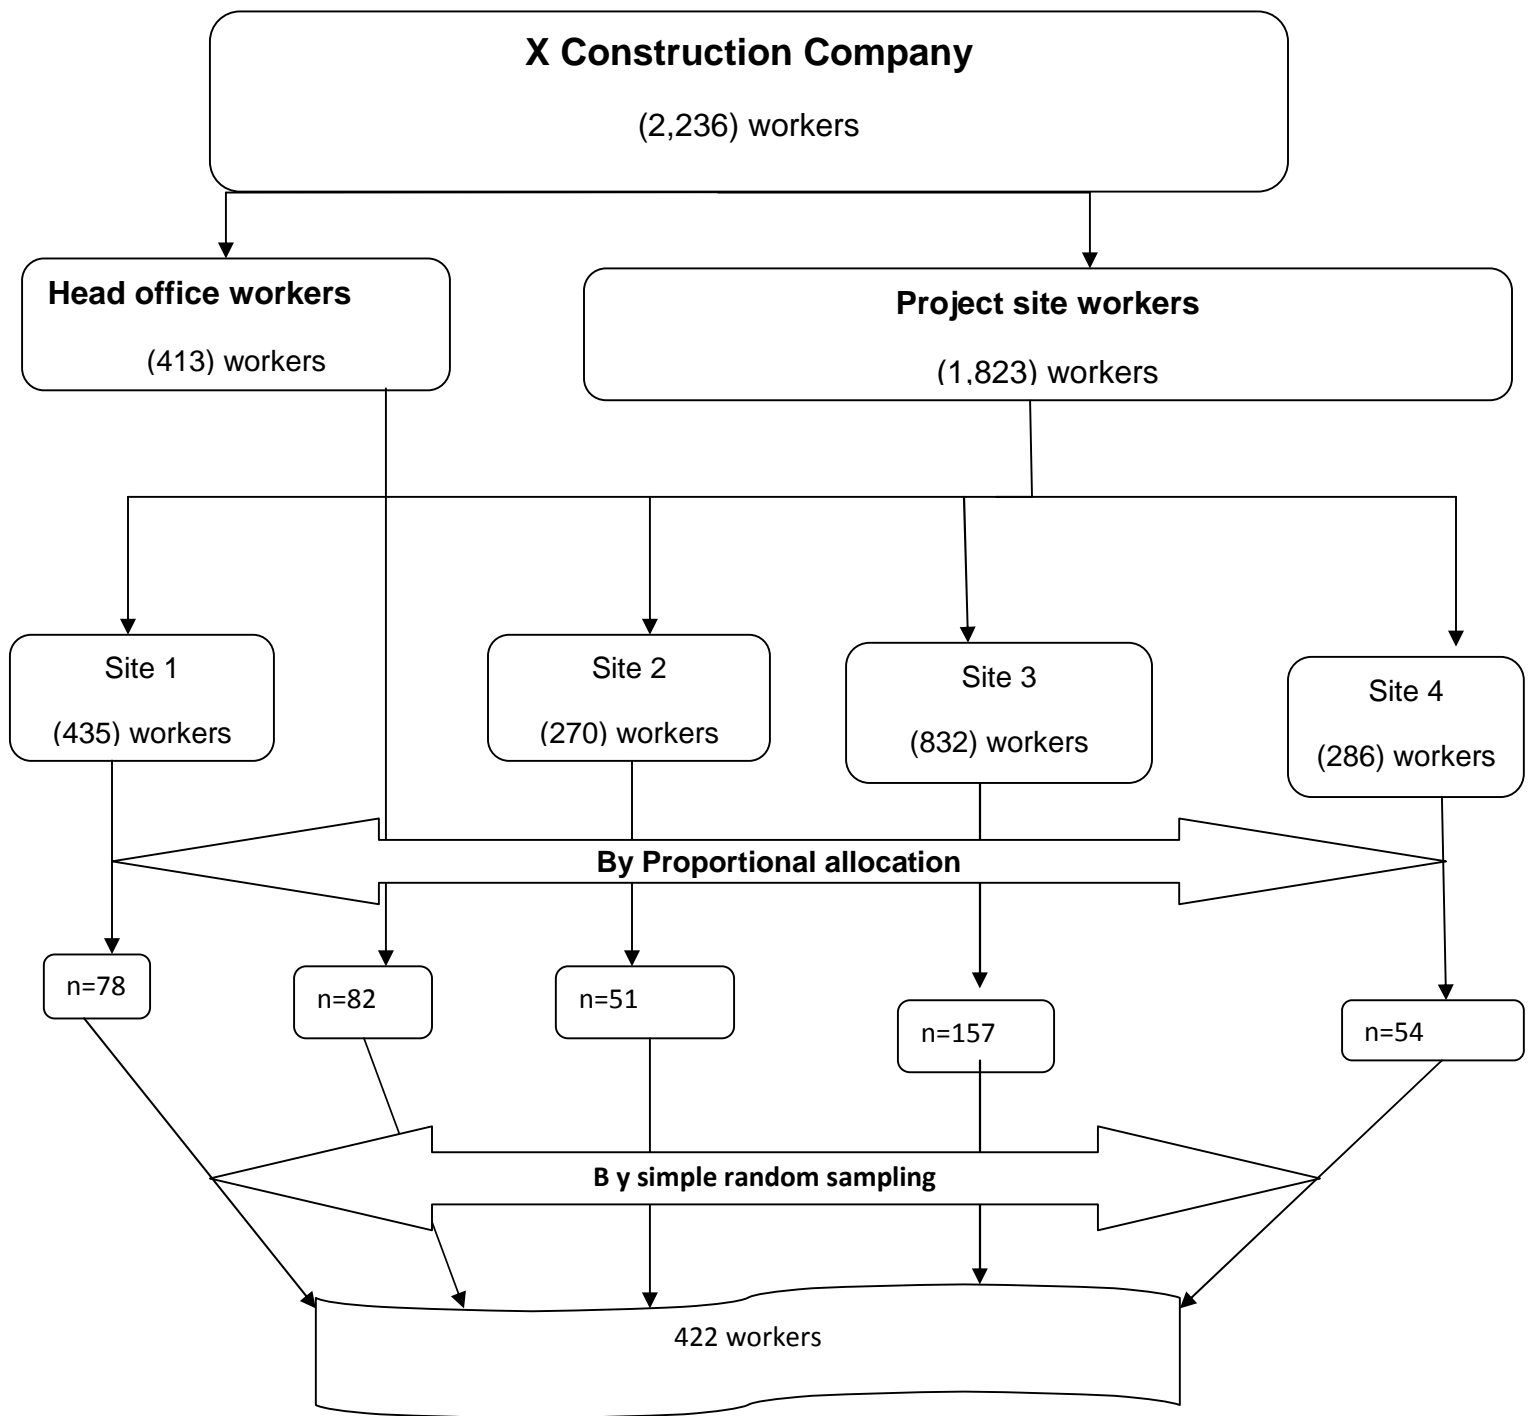 X Construction Company
(2,236) workers
Head office workers
(413) workers
Project site workers
(1,823) workers
Site 1
(435) workers
Site 2
(270) workers
Site 3
(832) workers
Site 4
(286) workers
By Proportional allocation
n=78
n=82
n=51
n=157
n=54
B y simple random sampling
422 workers